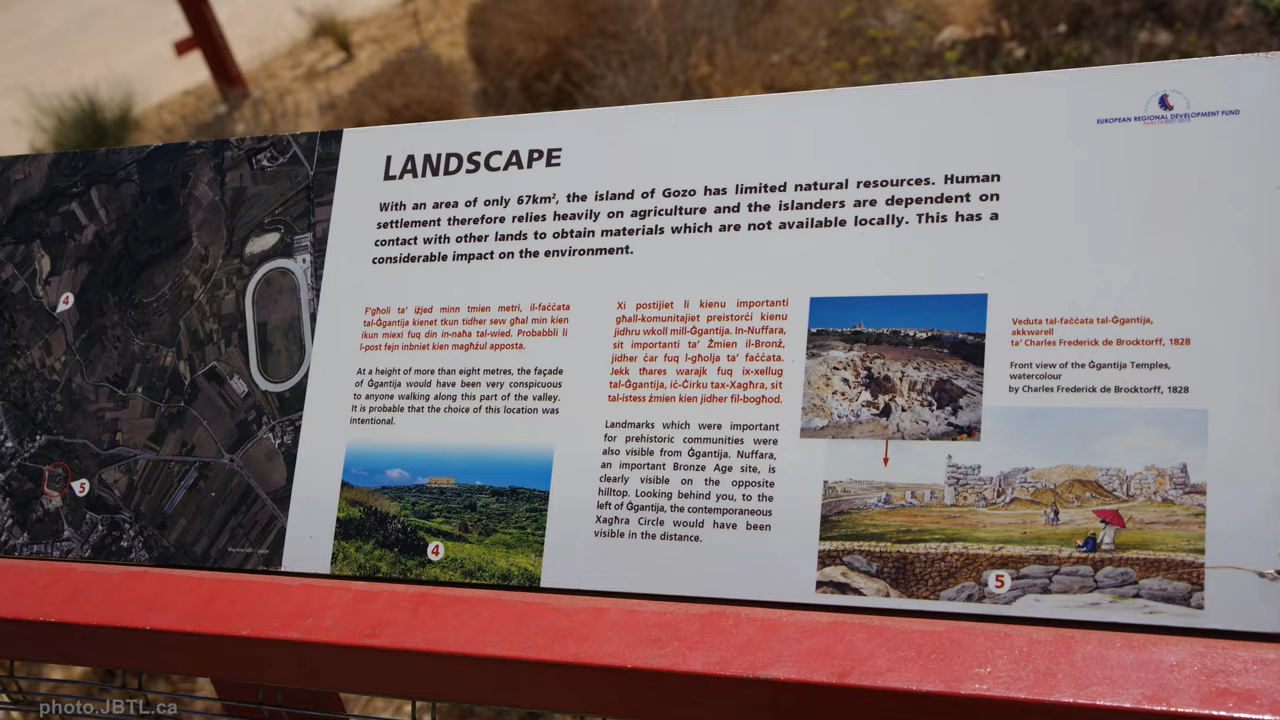 EUROPEAN REGIONAL DEVELOPMENT FUND
LANDSCAPE
With an area of only 67km², the island of Gozo has limited natural resources. Human
settlement therefore relies heavily on agriculture and the islanders are dependent on
contact with other lands to obtain materials which are not available locally. This has a
considerable impact on the environment.
F'għoli ta' iżjed minn tmien metri, il-faċċata
tal-Ġgantija kienet tkun tidher sew għal min kien
ikun miexi fuq din in-naħa tal-wied. Probabbli li
l-post fejn inbniet kien magħżul apposta.
At a height of more than eight metres, the façade
of Ġgantija would have been very conspicuous
to anyone walking along this part of the valley.
It is probable that the choice of this location was
intentional.
4
Xi postijiet li kienu importanti
għall-komunitajiet preistorċi kienu
jidhru wkoll mill-Ġgantija. In-Nuffara,
sit importanti ta' Żmien il-Bronż,
jidher ċar fuq l-għolja ta' faċċata.
Jekk tħares warajk fuq ix-xellug
tal-Ġgantija, iċ-Ċirku tax-Xagħra, sit
tal-istess żmien kien jidher fil-bogħod.
Landmarks which were important
for prehistoric communities were
also visible from Ġgantija. Nuffara,
an important Bronze Age site, is
clearly visible on the opposite
hilltop. Looking behind you, to the
left of Ġgantija, the contemporaneous
Xagħra Circle would have been
visible in the distance.
Veduta tal-faċċata tal-Ġgantija,
akkwarell
ta' Charles Frederick de Brocktorff, 1828
Front view of the Ġgantija Temples,
watercolour
by Charles Frederick de Brocktorff, 1828
5
4
5
photo.JBTL.ca